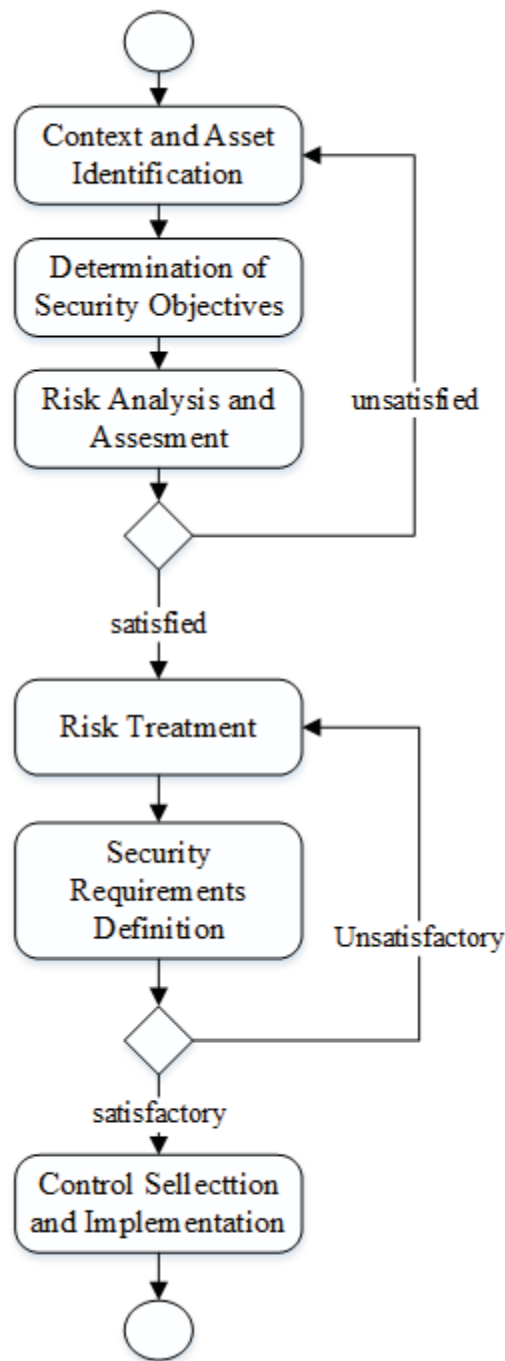 Context and Asset
Identification
Determination of
Security Objectives
Risk Analysis and
Assesment
unsatisfied
satisfied
Risk Treatment
Security
Requirements
Definition
Unsatisfactory
satisfactory
Control Sellecttion
and Implementation